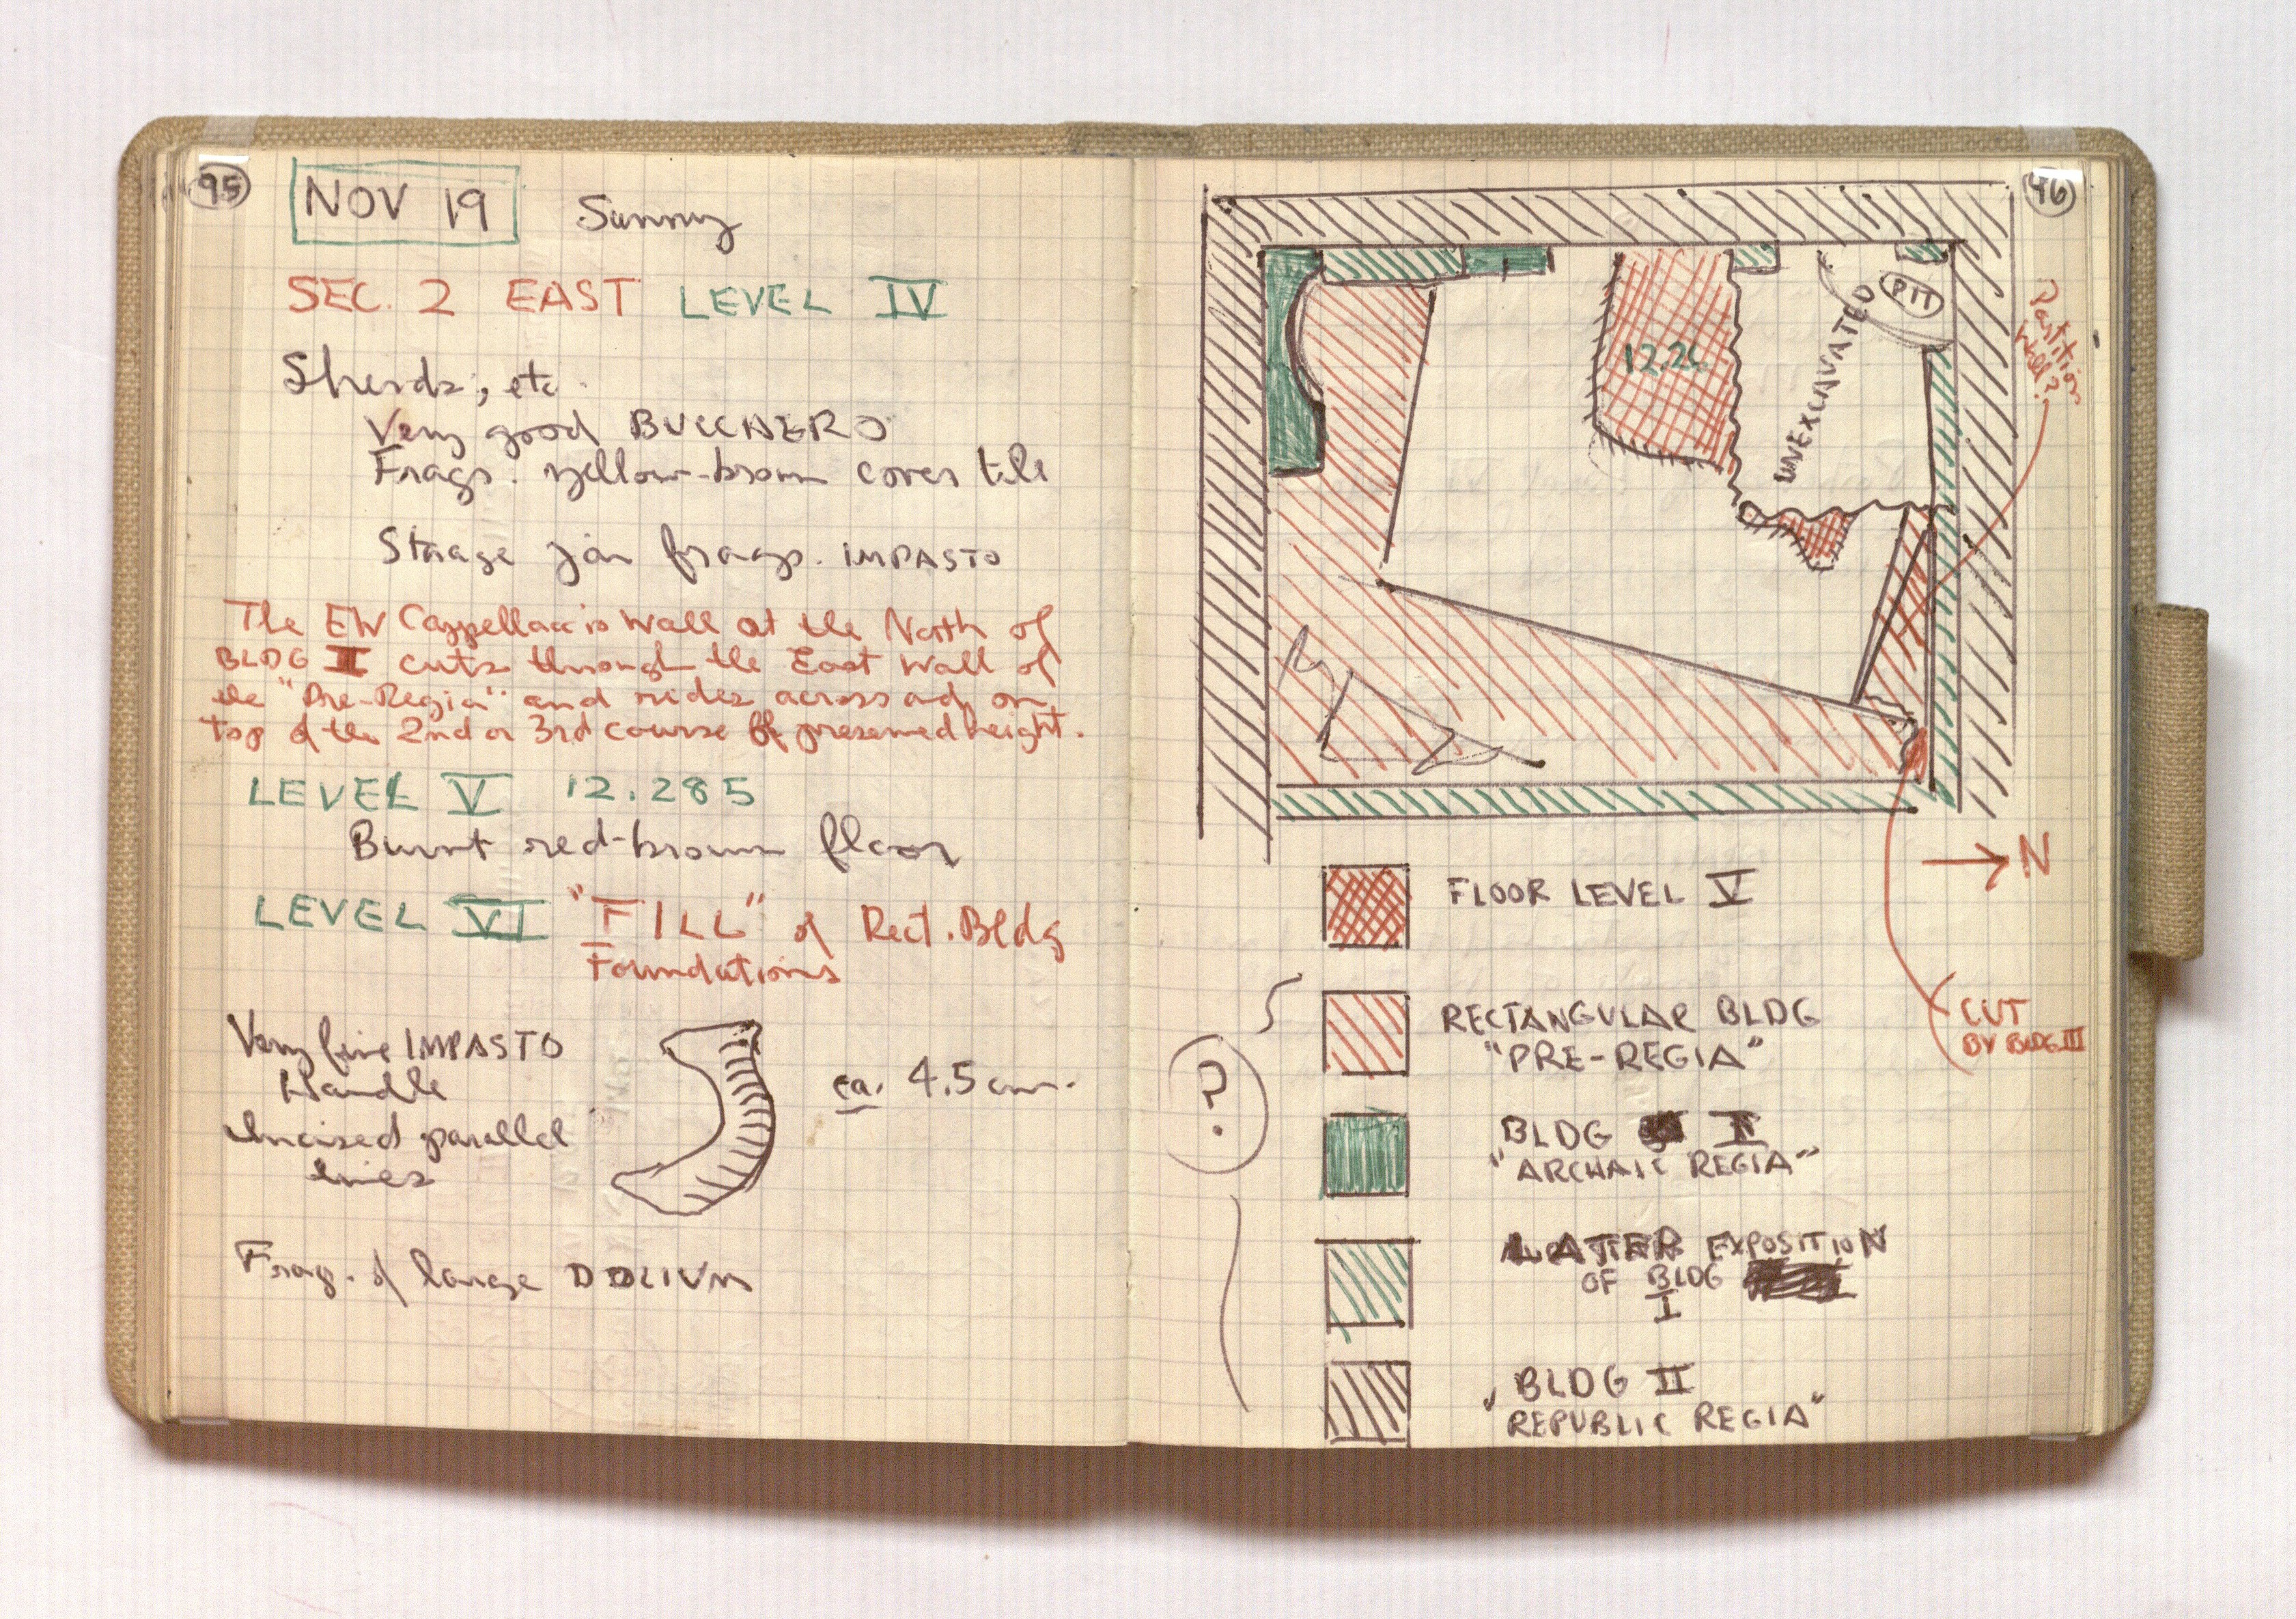 95
NOV 19 Sunny
SEC. 2 EAST LEVEL IV
Sherds, etc.
Very good BUCCHERO
Frags. yellow-brown cover tile
Storage jar frags. IMPASTO
The EW Cappellaccio Wall at the North of
BLDG II cuts through the East Wall of
the "Pre-Regia" and rides across and on
top of the 2nd or 3rd course of preserved height.
LEVEL V 12.285
Burnt red-brown floor
LEVEL VI "FILL" of Rect. Bldg
Foundations
Very fine IMPASTO
Handle
Incised parallel
lines
ca. 4.5 cm.
Frag. of large DOLIUM
46
PIT
UNEXCAVATED
12.26
Partition
Wall?
N
CUT
BY BLDG. III
FLOOR LEVEL V
RECTANGULAR BLDG
"PRE-REGIA"
?
BLDG I
"ARCHAIC REGIA"
LATER EXPOSITION
OF BLDG
I
BLDG II
"REPUBLIC REGIA"